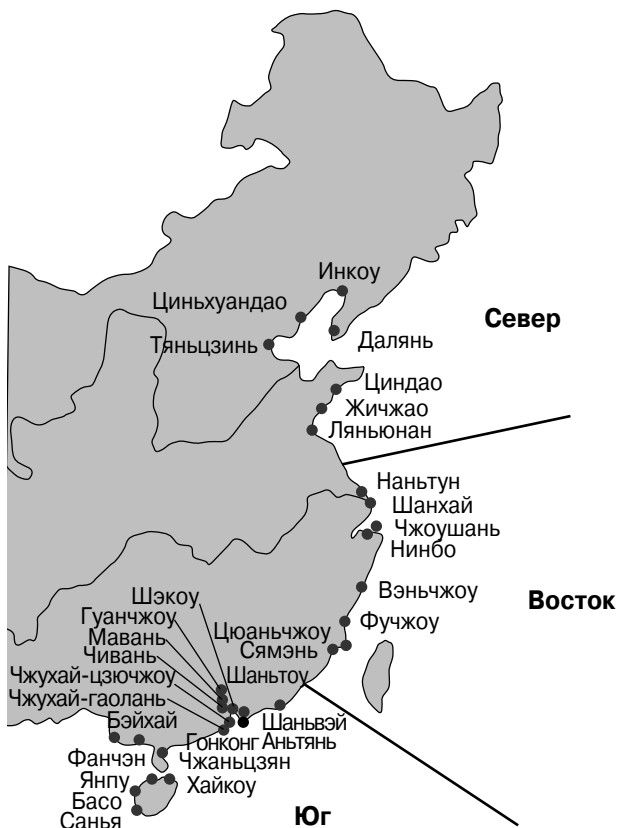 Инкоу
Циньхуандао
Север
Тяньцзинь
Далянь
Циндао
Жичжао
Ляньюнан
Наньтун
Шанхай
Чжоушань
Нинбо
Вэньчжоу
Шэкоу
Восток
Гуанчжоу
Фучжоу
Цюаньчжоу
Мавань
Сямэнь
Чивань
Шаньтоу
Чжухай-цзючжоу
Чжухай-гаолань
Бэйхай
Шаньвэй
Гонконг Аньтянь
Фанчэн
Чжаньцзян
Янпу
Хайкоу
Басо
Юг
Санья